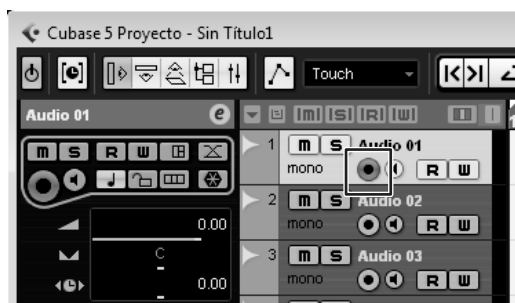 Cubase 5 Proyecto - Sin Título1
Touch
Audio 01
e
m S R W
1 m S Audio 01
mono R W
0.00
2 m S Audio 02
mono R W
C
3 m S Audio 03
0.00
mono R W